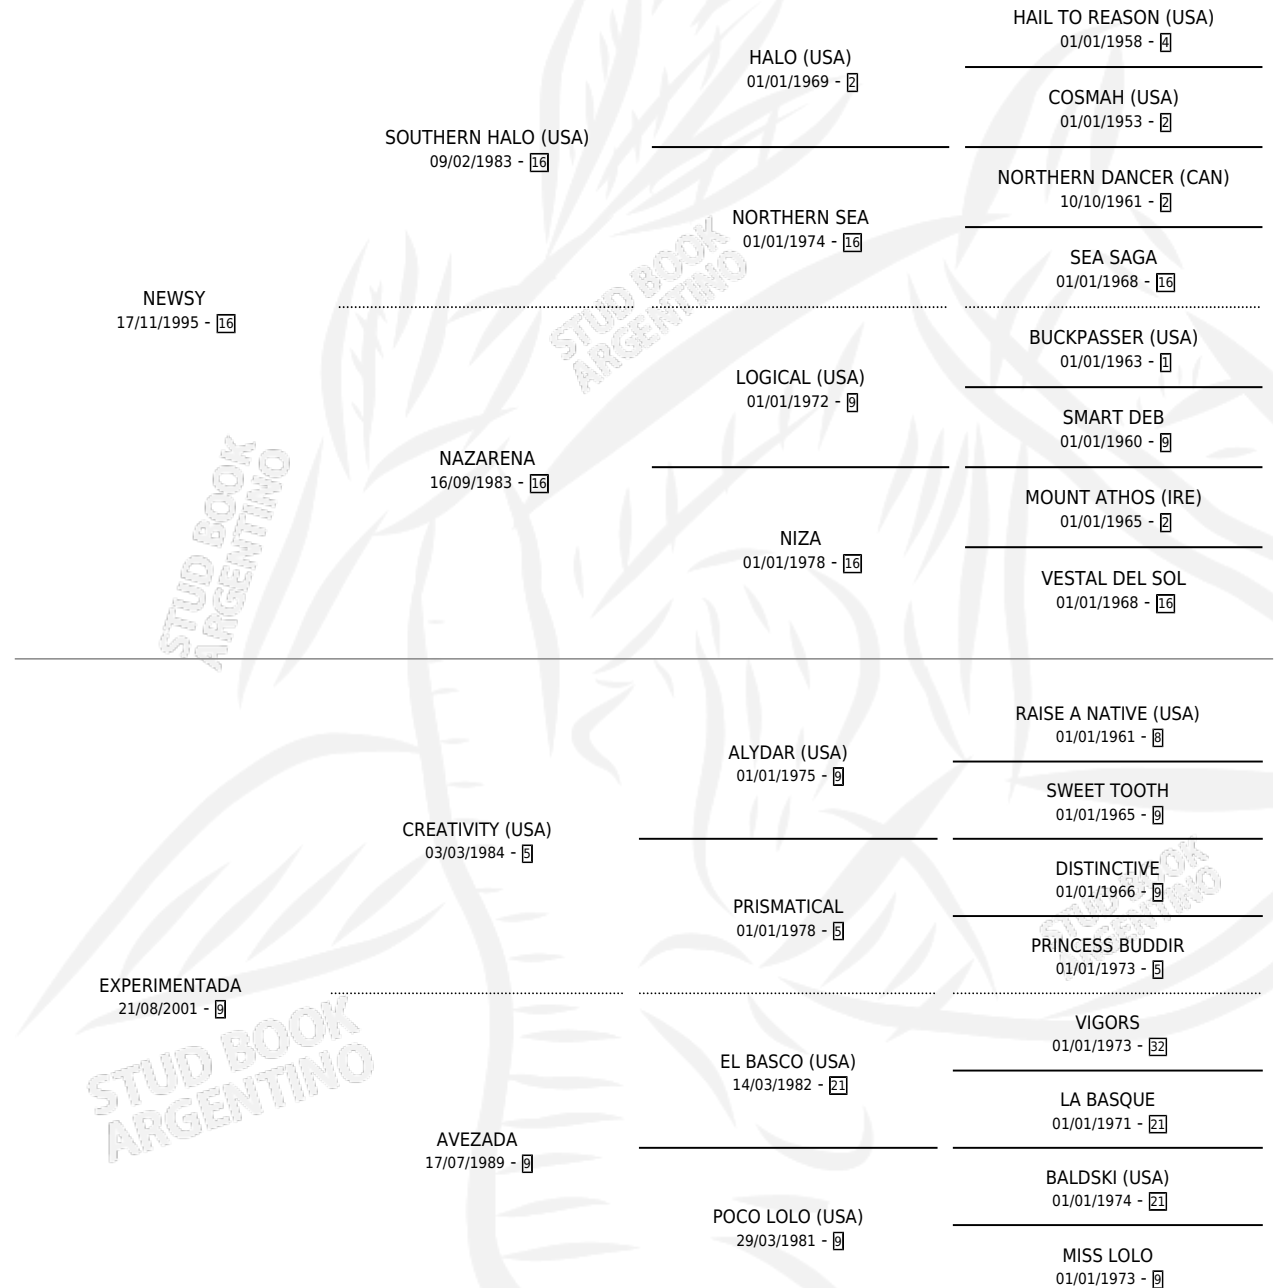 HAIL TO REASON (USA)
01/01/1958 - 4
HALO (USA)
01/01/1969 - 2
COSMAH (USA)
01/01/1953 - 2
SOUTHERN HALO (USA)
09/02/1983 - 16
NORTHERN DANCER (CAN)
10/10/1961 - 2
NORTHERN SEA
01/01/1974 - 16
SEA SAGA
01/01/1968 - 16
NEWSY
17/11/1995 - 16
STUD BOOK
ARGENTINO
BUCKPASSER (USA)
01/01/1963 - 1
LOGICAL (USA)
01/01/1972 - 9
SMART DEB
01/01/1960 - 9
NAZARENA
16/09/1983 - 16
MOUNT ATHOS (IRE)
01/01/1965 - 2
NIZA
01/01/1978 - 16
VESTAL DEL SOL
01/01/1968 - 16
STUD BOOK
ARGENTINO
RAISE A NATIVE (USA)
01/01/1961 - 8
ALYDAR (USA)
01/01/1975 - 9
SWEET TOOTH
01/01/1965 - 9
CREATIVITY (USA)
03/03/1984 - 5
DISTINCTIVE
01/01/1966 - 9
PRISMATICAL
01/01/1978 - 5
STUD BOOK
ARGENTINO
PRINCESS BUDDIR
01/01/1973 - 5
EXPERIMENTADA
21/08/2001 - 9
VIGORS
01/01/1973 - 32
EL BASCO (USA)
14/03/1982 - 21
STUD BOOK
ARGENTINO
LA BASQUE
01/01/1971 - 21
AVEZADA
17/07/1989 - 9
BALDSKI (USA)
01/01/1974 - 21
POCO LOLO (USA)
29/03/1981 - 9
MISS LOLO
01/01/1973 - 9